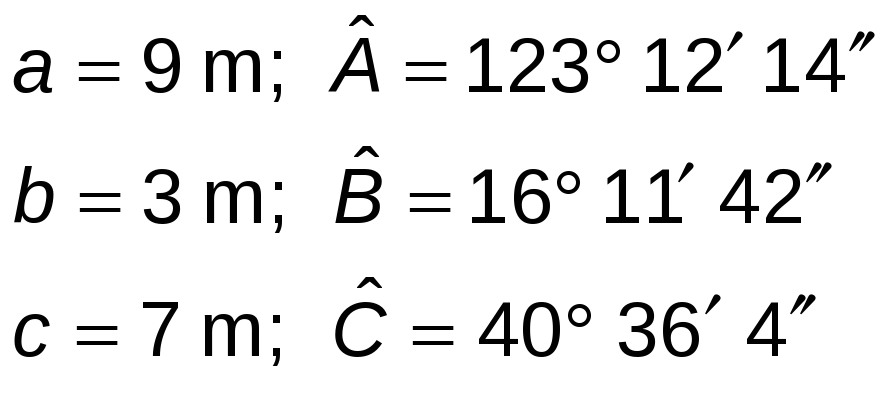 a = 9 m; Â = 123° 12′ 14″
b = 3 m; B̂ = 16° 11′ 42″
c = 7 m; Ĉ = 40° 36′ 4″